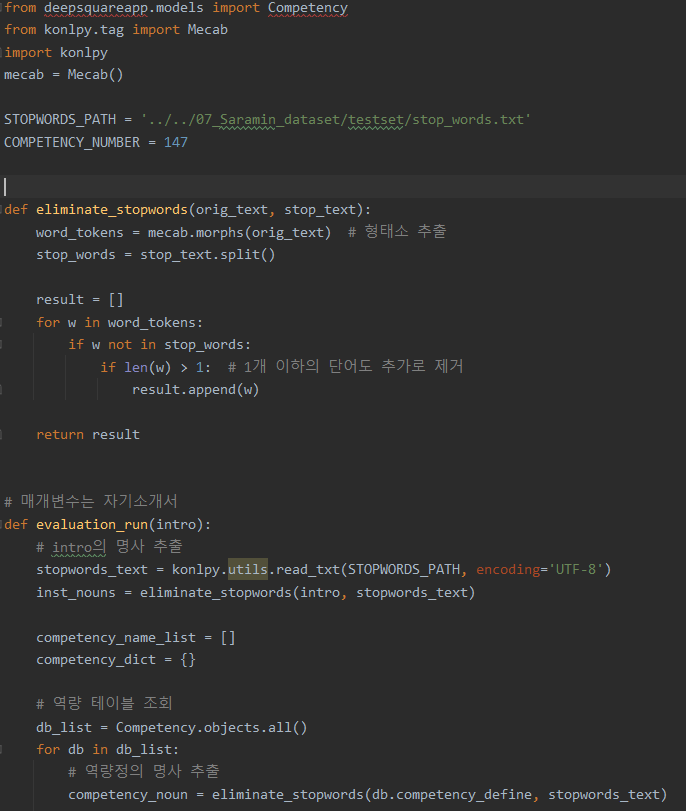 from deepsquareapp.models import Competency
from konlpy.tag import Mecab
import konlpy
mecab = Mecab()
STOPWORDS_PATH = '../../07_Saramin_dataset/testset/stop_words.txt'
COMPETENCY_NUMBER = 147
def eliminate_stopwords(orig_text, stop_text):
    word_tokens = mecab.morphs(orig_text)  # 형태소 추출
    stop_words = stop_text.split()
    result = []
    for w in word_tokens:
        if w not in stop_words:
            if len(w) > 1:  # 1개 이하의 단어도 추가로 제거
                result.append(w)
    return result
# 매개변수는 자기소개서
def evaluation_run(intro):
    # intro의 명사 추출
    stopwords_text = konlpy.utils.read_txt(STOPWORDS_PATH, encoding='UTF-8')
    inst_nouns = eliminate_stopwords(intro, stopwords_text)
    competency_name_list = []
    competency_dict = {}
    # 역량 테이블 조회
    db_list = Competency.objects.all()
    for db in db_list:
        # 역량정의 명사 추출
        competency_noun = eliminate_stopwords(db.competency_define, stopwords_text)